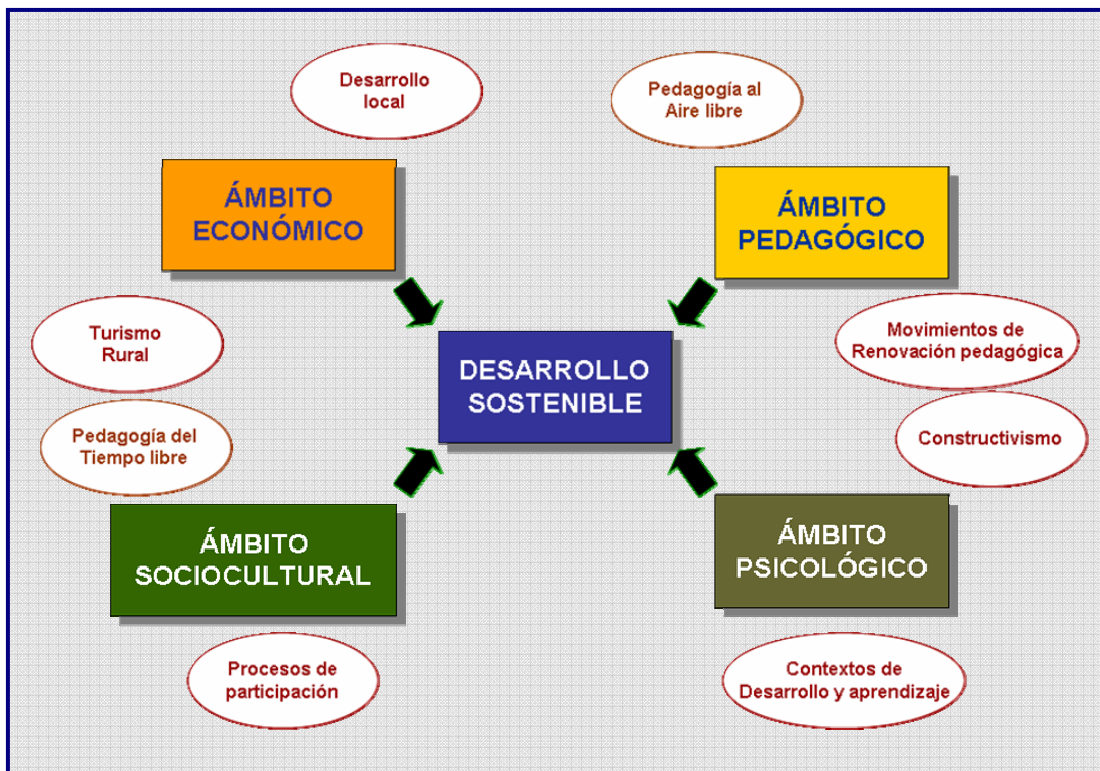 Desarrollo
local
Pedagogía al
Aire libre
ÁMBITO
ECONÓMICO
ÁMBITO
PEDAGÓGICO
Turismo
Rural
Movimientos de
Renovación pedagógica
DESARROLLO
SOSTENIBLE
Pedagogía del
Tiempo libre
Constructivismo
ÁMBITO
SOCIOCULTURAL
ÁMBITO
PSICOLÓGICO
Procesos de
participación
Contextos de
Desarrollo y aprendizaje